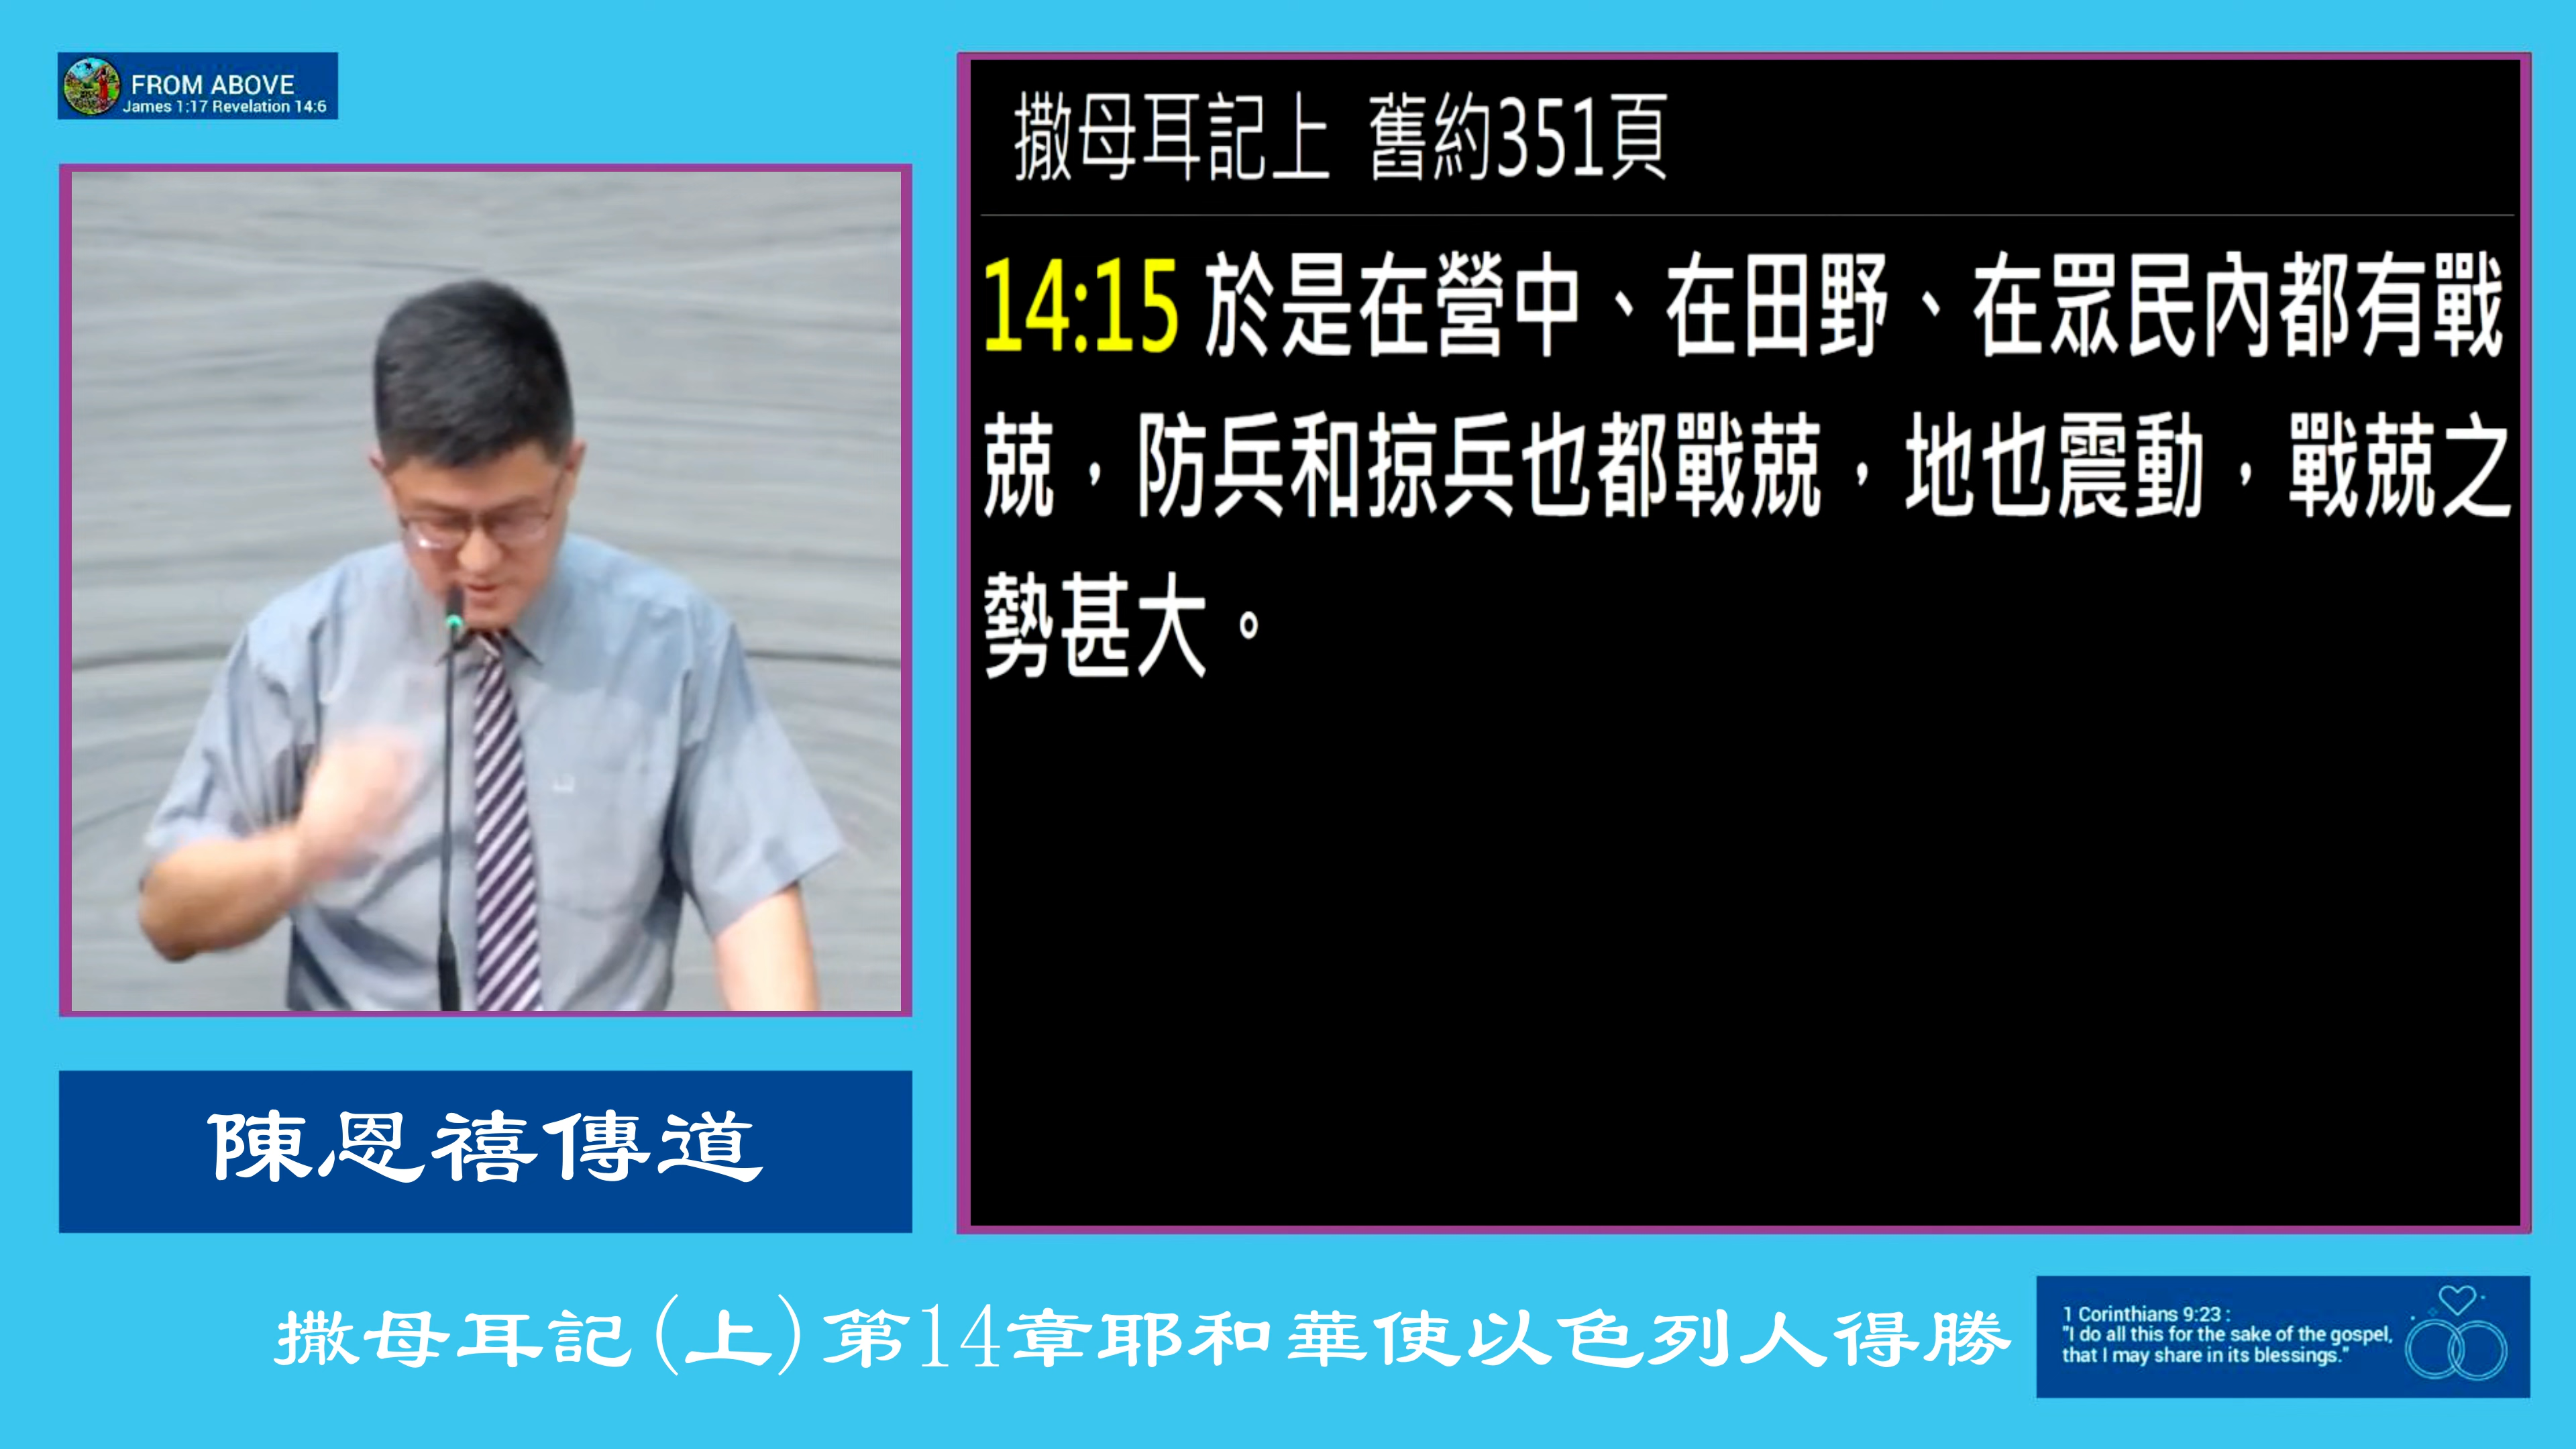 FROM ABOVE
James 1:17 Revelation 14:6
撒母耳記上 舊約351頁
14:15 於是在營中、在田野、在眾民內都有戰
兢，防兵和掠兵也都戰兢，地也震動，戰兢之
勢甚大。
陳恩禧傳道
撒母耳記(上)第14章耶和華使以色列人得勝
1 Corinthians 9:23 :
"I do all this for the sake of the gospel,
that I may share in its blessings."